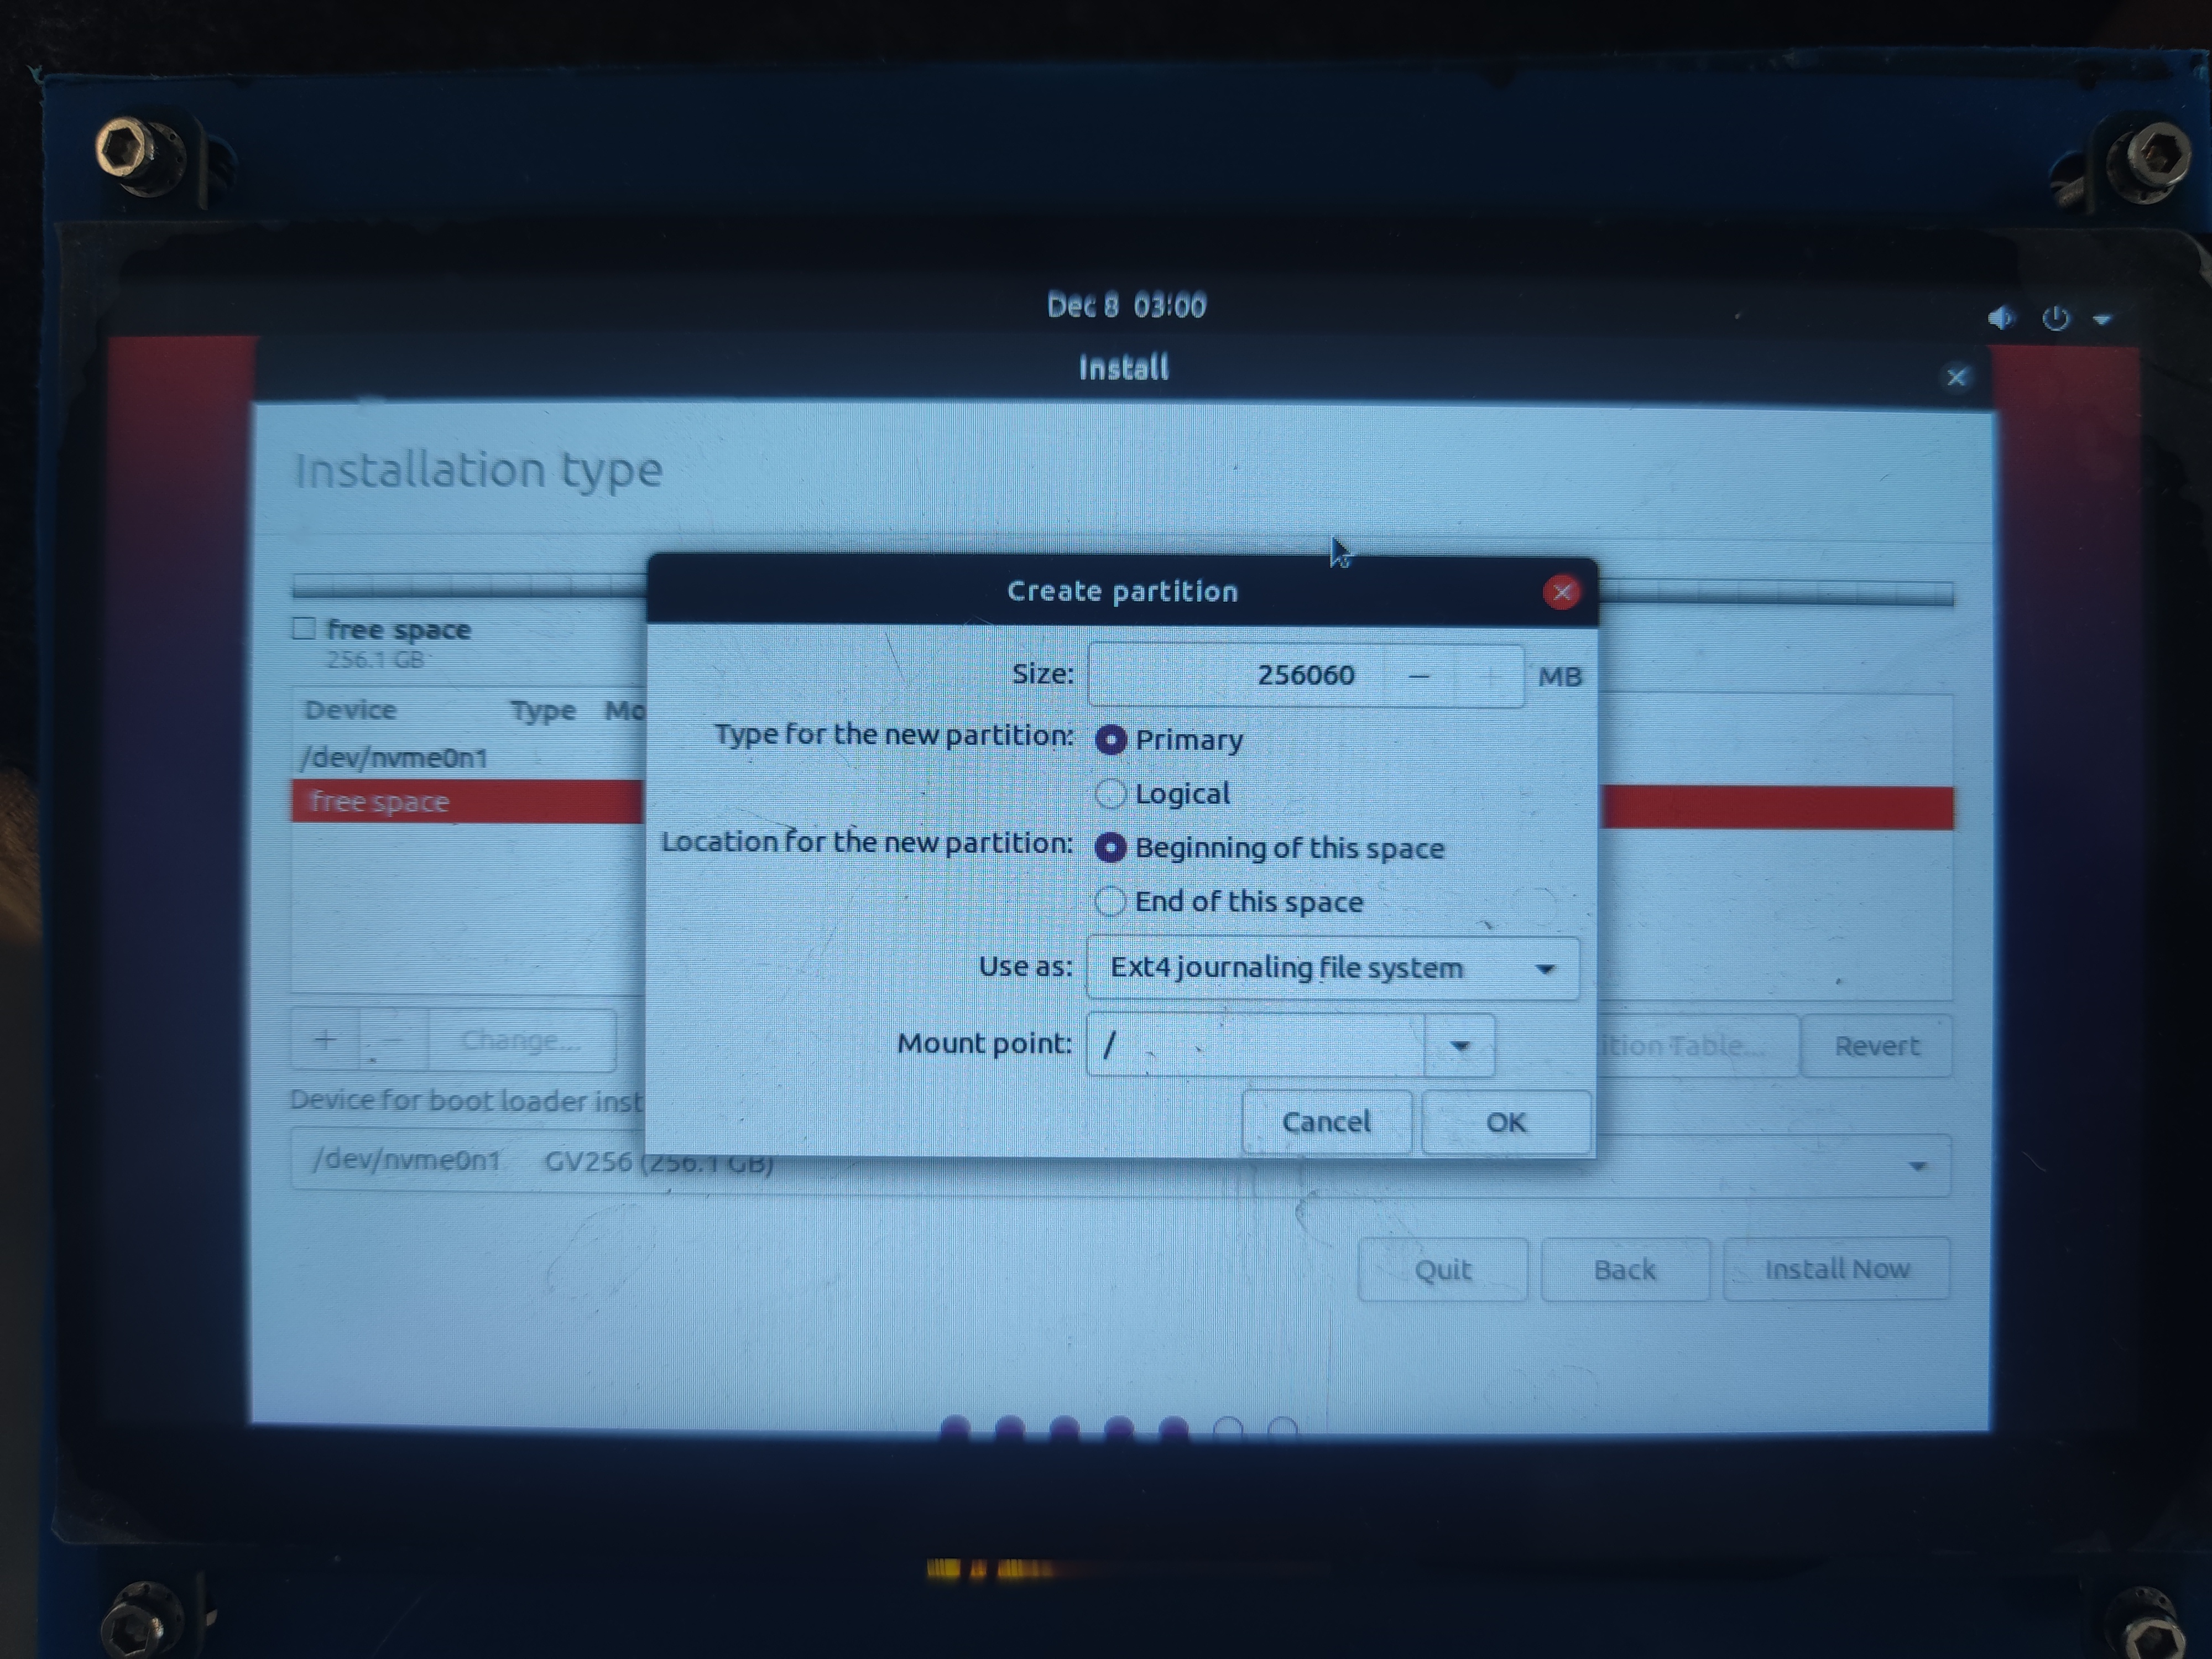 Dec 8 03:00
Install
Installation type
free space
256.1 GB
Device Type Mo
/dev/nvme0n1
free space
+ − Change...
ition Table... Revert
Device for boot loader inst
/dev/nvme0n1 GV256 (256.1 GB)
Quit Back Install Now
Create partition
Size: 256060 − + MB
Type for the new partition: Primary
Logical
Location for the new partition: Beginning of this space
End of this space
Use as: Ext4 journaling file system
Mount point: /
Cancel OK